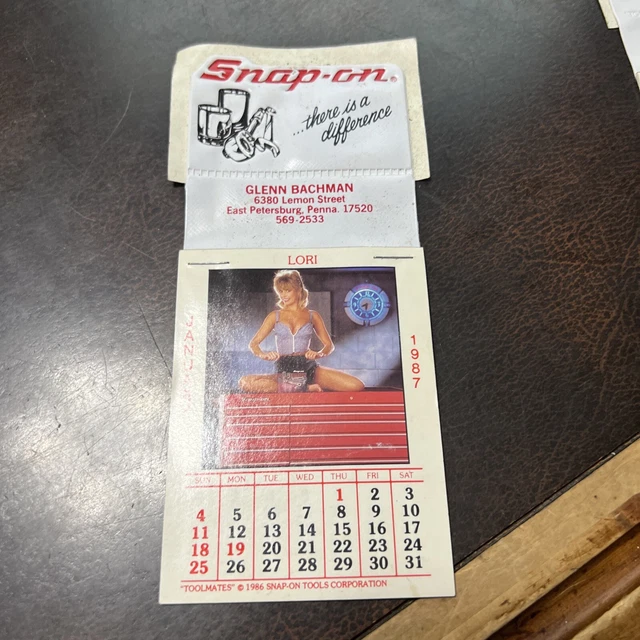 Snap-on®
...there is a
difference
GLENN BACHMAN
6380 Lemon Street
East Petersburg, Penna. 17520
569-2533
LORI
1987
SUN MON TUE WED THU FRI SAT
1 2 3
4 5 6 7 8 9 10
11 12 13 14 15 16 17
18 19 20 21 22 23 24
25 26 27 28 29 30 31
"TOOLMATES" © 1986 SNAP-ON TOOLS CORPORATION